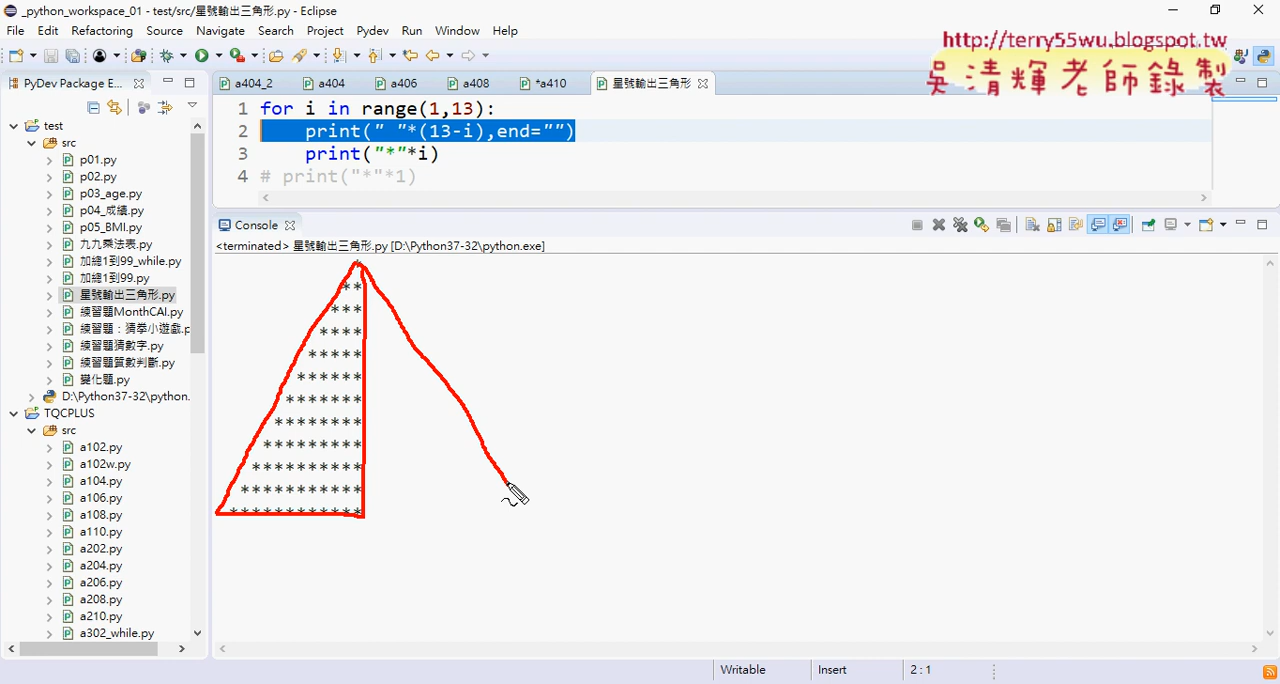 _python_workspace_01 - test/src/星號輸出三角形.py - Eclipse
File Edit Refactoring Source Navigate Search Project Pydev Run Window Help
http://terry55wu.blogspot.tw
吳清輝老師錄製
PyDev Package E...
a404_2 a404 a406 a408 *a410 星號輸出三角形
test
src
p01.py
p02.py
p03_age.py
p04_成績.py
p05_BMI.py
九九乘法表.py
加總1到99_while.py
加總1到99.py
星號輸出三角形.py
練習題MonthCAl.py
練習題：猜拳小遊戲.p
練習題猜數字.py
練習題質數判斷.py
變化題.py
D:\Python37-32\python.
TQCPLUS
src
a102.py
a102w.py
a104.py
a106.py
a108.py
a110.py
a202.py
a204.py
a206.py
a208.py
a210.py
a302_while.py
1 for i in range(1,13):
2 print(" "*(13-i),end="")
3 print("*"*i)
4 # print("*"*1)
Console
<terminated> 星號輸出三角形.py [D:\Python37-32\python.exe]
*
**
***
****
*****
******
*******
********
*********
**********
***********
************
Writable Insert 2 : 1